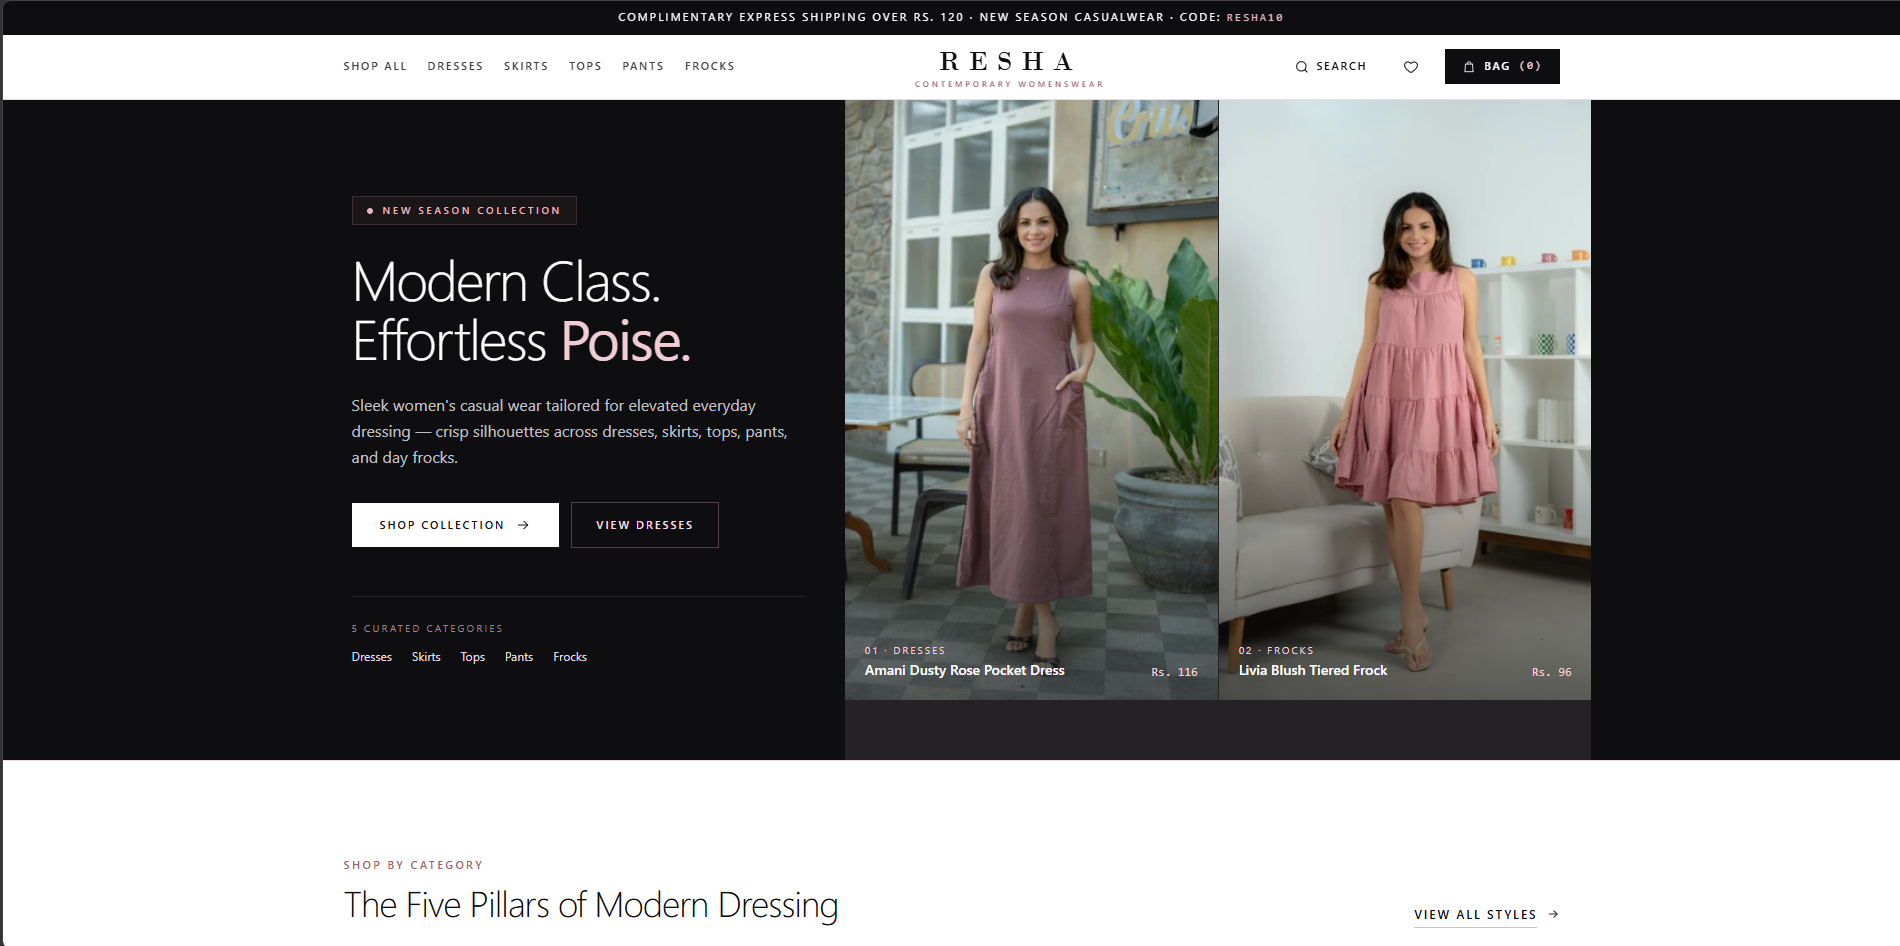 COMPLIMENTARY EXPRESS SHIPPING OVER RS. 120 · NEW SEASON CASUALWEAR · CODE: RESHA10
SHOP ALL DRESSES SKIRTS TOPS PANTS FROCKS
RESHA
CONTEMPORARY WOMENSWEAR
SEARCH
BAG (0)
NEW SEASON COLLECTION
Modern Class.
Effortless Poise.
Sleek women's casual wear tailored for elevated everyday
dressing — crisp silhouettes across dresses, skirts, tops, pants,
and day frocks.
SHOP COLLECTION →
VIEW DRESSES
5 CURATED CATEGORIES
Dresses Skirts Tops Pants Frocks
01 · DRESSES
Amani Dusty Rose Pocket Dress Rs. 116
02 · FROCKS
Livia Blush Tiered Frock Rs. 96
SHOP BY CATEGORY
The Five Pillars of Modern Dressing
VIEW ALL STYLES →